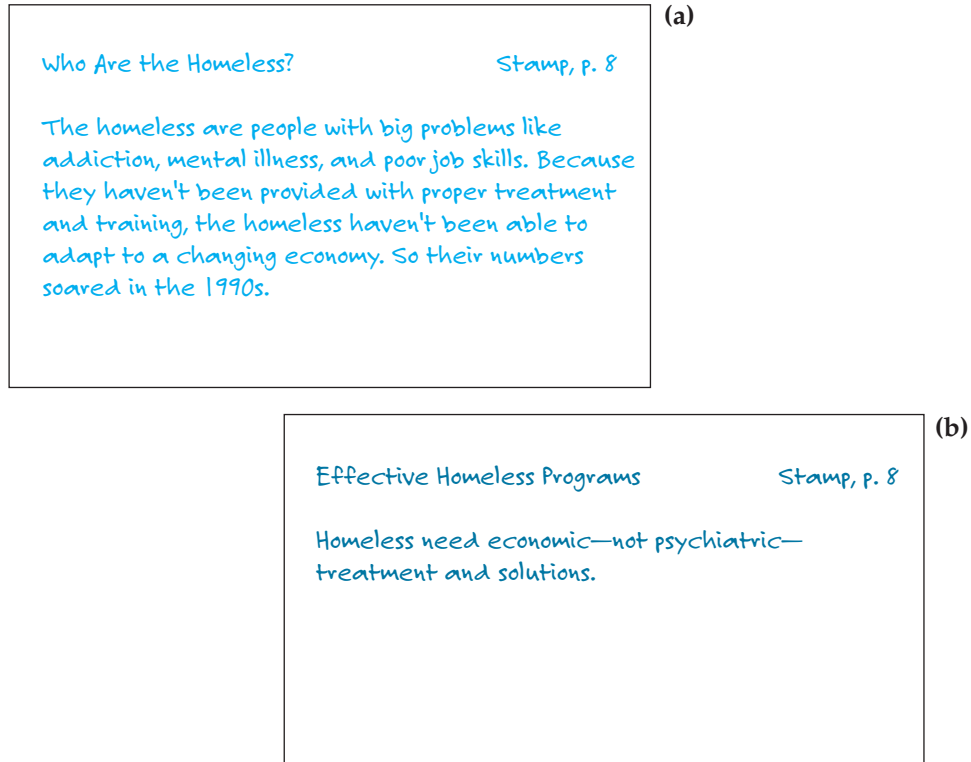 (a)
Who Are the Homeless? Stamp, p. 8
The homeless are people with big problems like
addiction, mental illness, and poor job skills. Because
they haven't been provided with proper treatment
and training, the homeless haven't been able to
adapt to a changing economy. So their numbers
soared in the 1990s.
(b)
Effective Homeless Programs Stamp, p. 8
Homeless need economic—not psychiatric—
treatment and solutions.